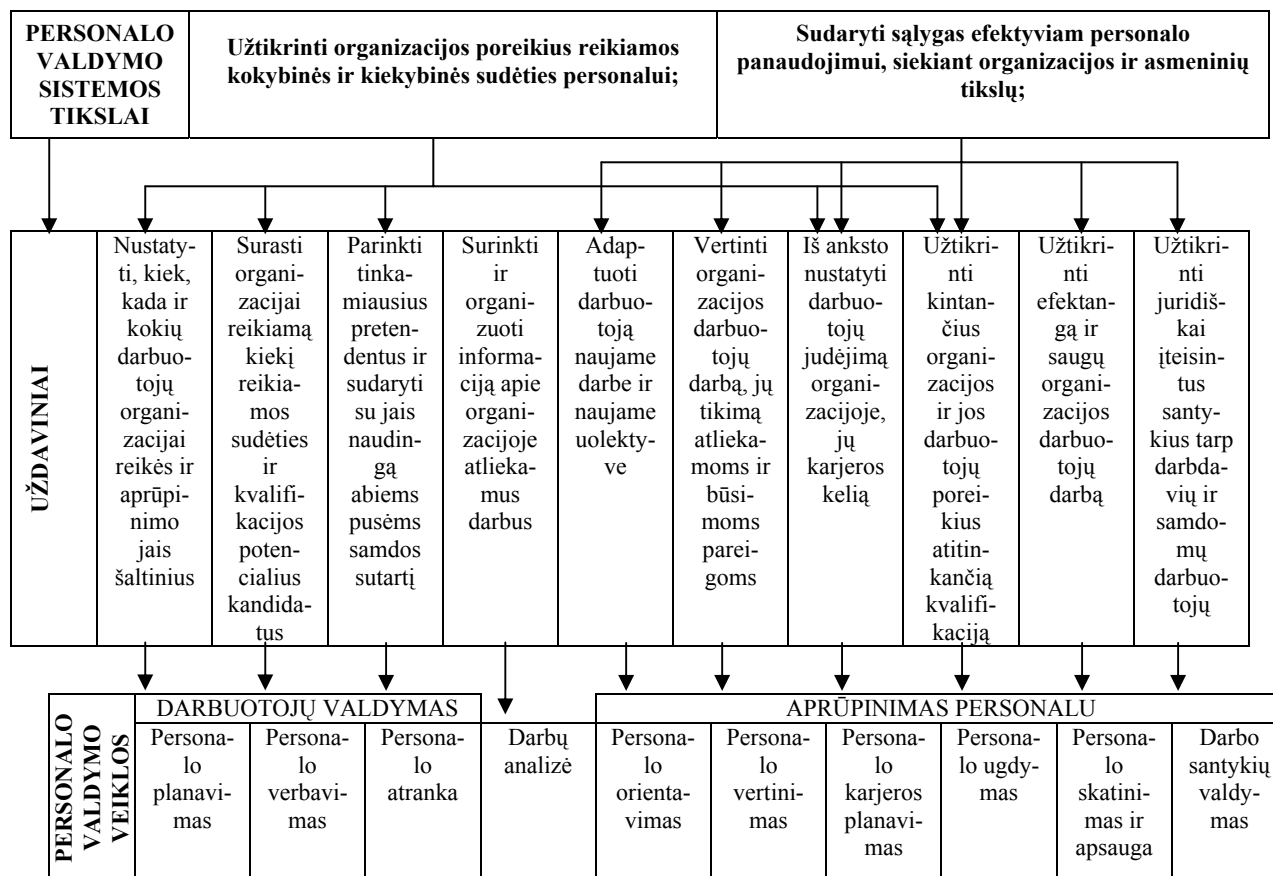 PERSONALO
VALDYMO
SISTEMOS
TIKSLAI
Užtikrinti organizacijos poreikius reikiamos
kokybinės ir kiekybinės sudėties personalui;
Sudaryti sąlygas efektyviam personalo
panaudojimui, siekiant organizacijos ir asmeninių
tikslų;
UŽDAVINIAI
Nustaty-
ti, kiek,
kada ir
kokių
darbuo-
tojų
organi-
zacijai
reikės ir
aprūpi-
nimo
jais
šaltinius
Surasti
organi-
zacijai
reikiamą
kiekį
reikia-
mos
sudėties
ir
kvalifi-
kacijos
poten-
cialius
kandida-
tus
Parinkti
tinka-
miausius
preten-
dentus ir
sudaryti
su jais
naudin-
gą
abiems
pusėms
samdos
sutartį
Surinkti
ir
organi-
zuoti
informa-
ciją apie
organi-
zacijoje
atlieka-
mus
darbus
Adap-
tuoti
darbuo-
toją
naujame
darbe ir
naujame
uolekty-
ve
Vertinti
organi-
zacijos
darbuo-
tojų
darbą, jų
tikimą
atlieka-
moms ir
būsi-
moms
parei-
goms
Iš anksto
nustatyti
darbuo-
tojų
judėjimą
organi-
zacijoje,
jų
karjeros
kelią
Užtikri-
nti
kintan-
čius
organi-
zacijos
ir jos
darbuo-
tojų
porei-
kius
atitin-
kančią
kvalifi-
kaciją
Užtikri-
nti
efektan-
gą ir
saugų
organi-
zacijos
darbuo-
tojų
darbą
Užtikri-
nti
juridiš-
kai
įteisin-
tus
santy-
kius tarp
darbda-
vių ir
samdo-
mų
darbuo-
tojų
PERSONALO
VALDYMO
VEIKLOS
DARBUOTOJŲ VALDYMAS
APRŪPINIMAS PERSONALU
Persona-
lo
planavi-
mas
Persona-
lo
verbavi-
mas
Persona-
lo
atranka
Darbų
analizė
Persona-
lo
orienta-
vimas
Persona-
lo
vertini-
mas
Persona-
lo
karjeros
planavi-
mas
Persona-
lo ugdy-
mas
Persona-
lo
skatini-
mas ir
apsauga
Darbo
santykių
valdy-
mas